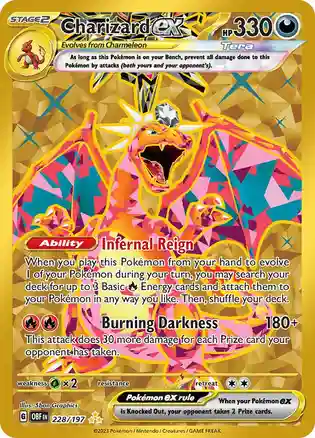 STAGE2 Charizard ex HP330
Evolves from Charmeleon
Tera
As long as this Pokémon is on your Bench, prevent all damage done to this
Pokémon by attacks (both yours and your opponent's).
Ability Infernal Reign
When you play this Pokémon from your hand to evolve
1 of your Pokémon during your turn, you may search your
deck for up to 3 Basic Energy cards and attach them to
your Pokémon in any way you like. Then, shuffle your deck.
Burning Darkness 180+
This attack does 30 more damage for each Prize card your
opponent has taken.
weakness ×2 resistance retreat
Pokémon ex rule
When your Pokémon ex
is Knocked Out, your opponent takes 2 Prize cards.
Illus. 5ban Graphics
G OBF EN 228/197
©2023 Pokémon / Nintendo / Creatures / GAME FREAK